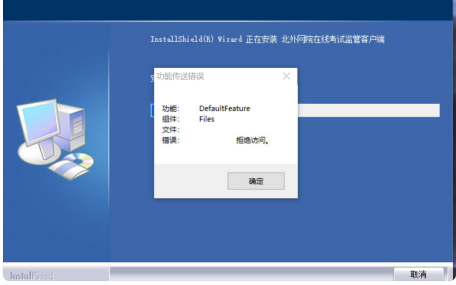 InstallShield(R) Wizard 正在安装 北外网院在线考试监管客户端
功能传送错误
功能: DefaultFeature
组件: Files
文件:
错误: 拒绝访问。
确定
InstallShield
取消